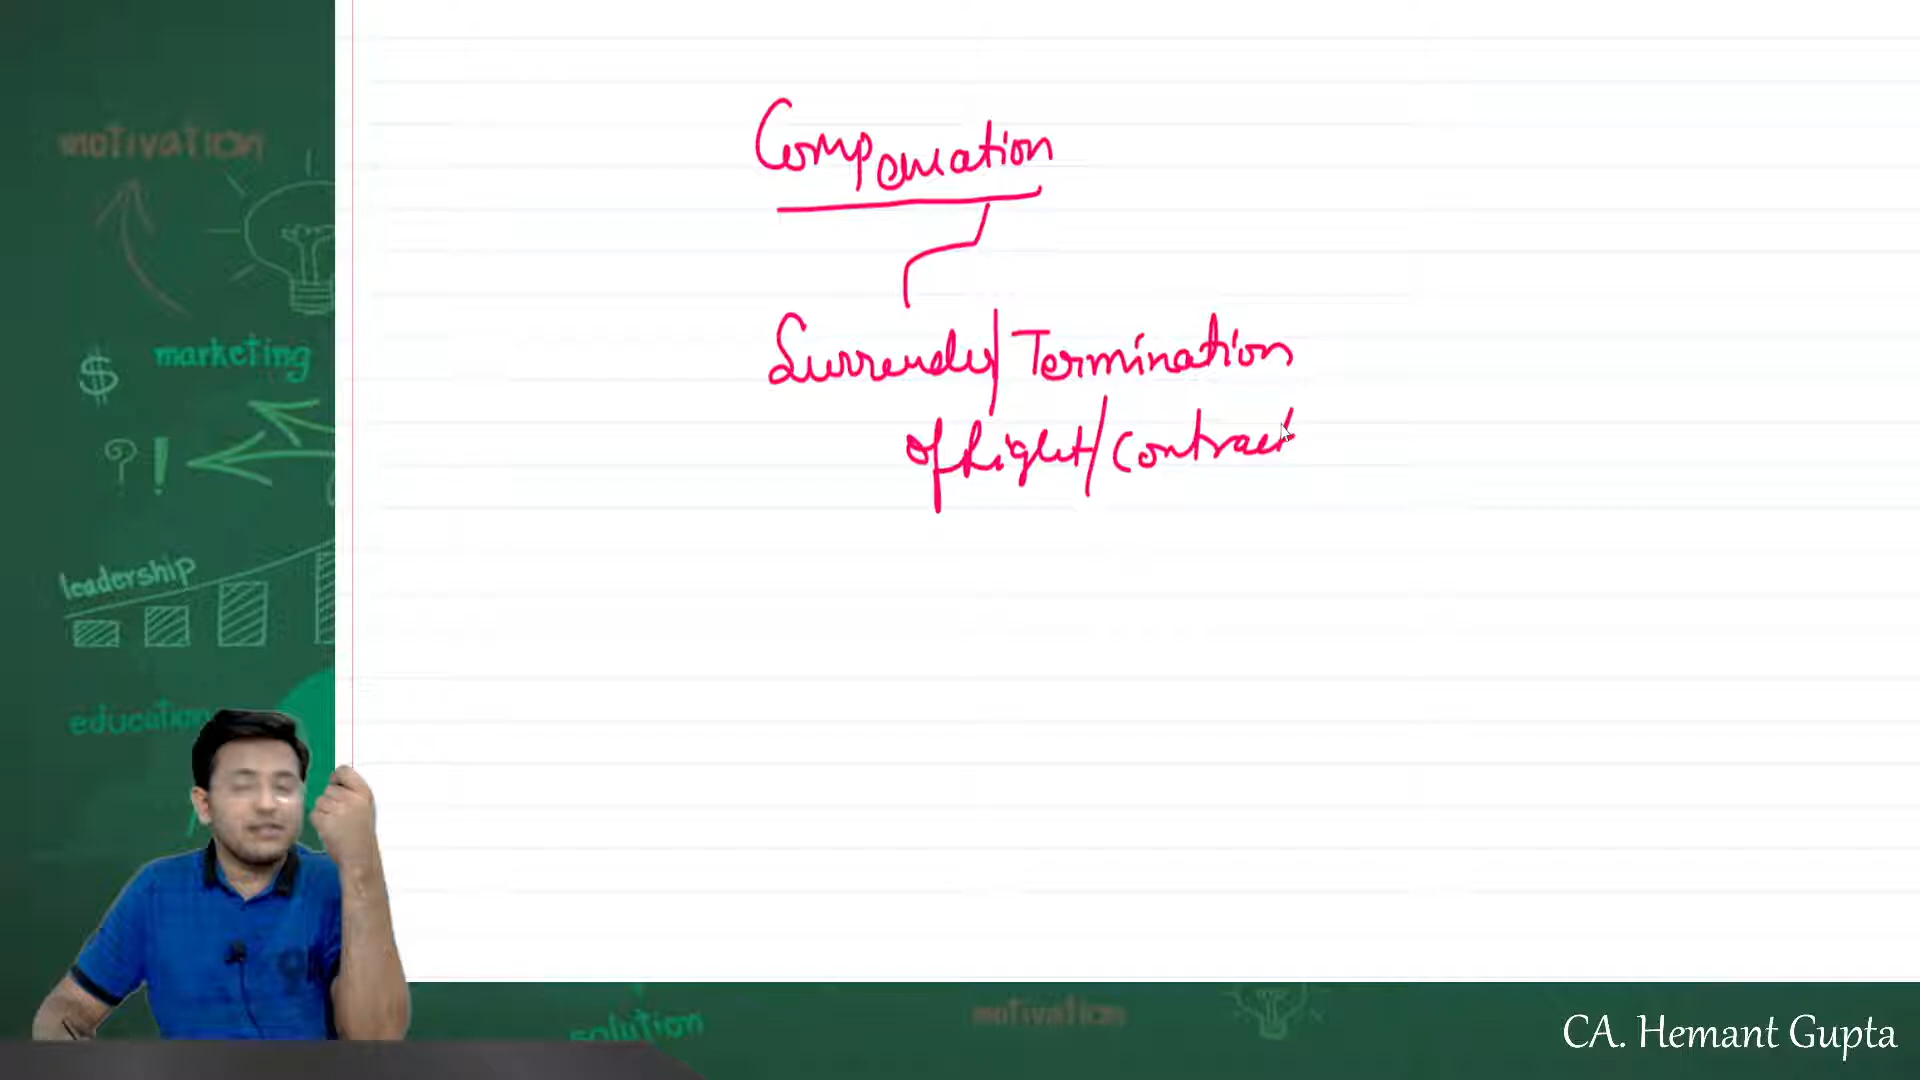 motivation
Compensation
Surrender/Termination
of Right/Contract
$ marketing
? !
leadership
education
solution
motivation
CA. Hemant Gupta